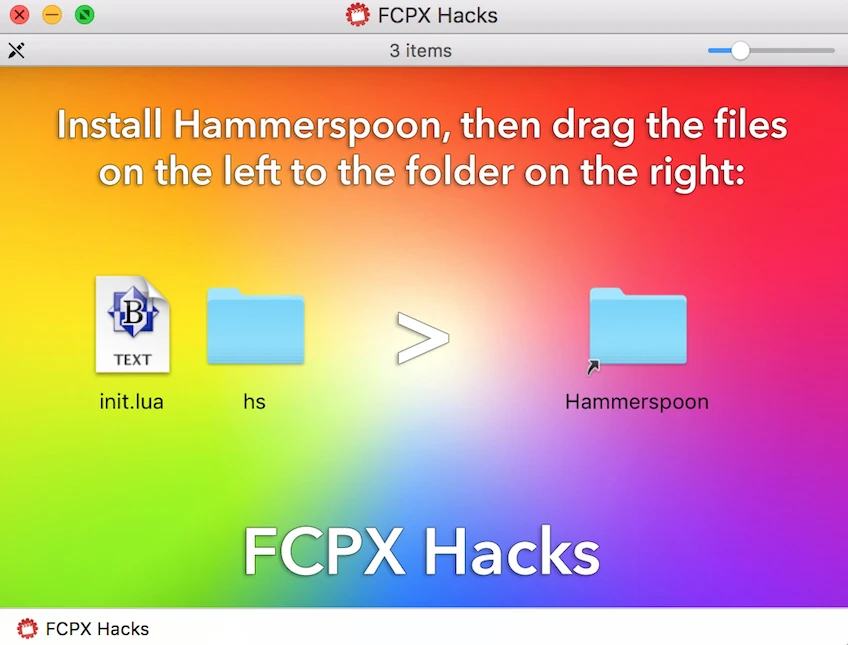 FCPX Hacks
3 items
Install Hammerspoon, then drag the files
on the left to the folder on the right:
B
TEXT
>
init.lua
hs
Hammerspoon
FCPX Hacks
FCPX Hacks